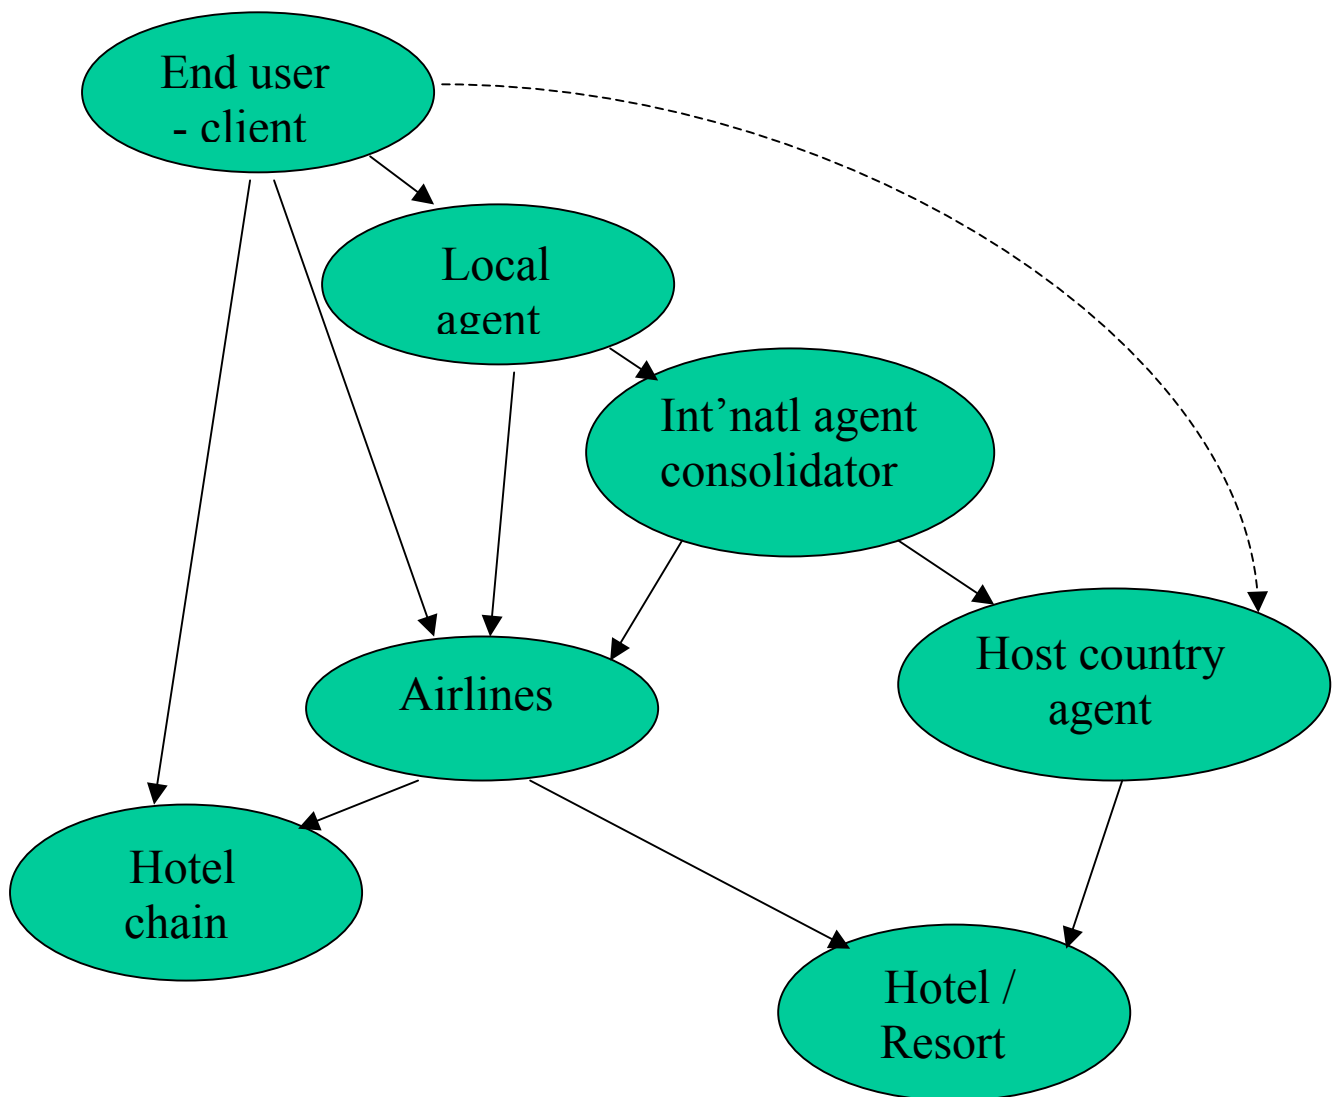 End user
- client
Local
agent
Int’natl agent
consolidator
Host country
agent
Airlines
Hotel
chain
Hotel /
Resort